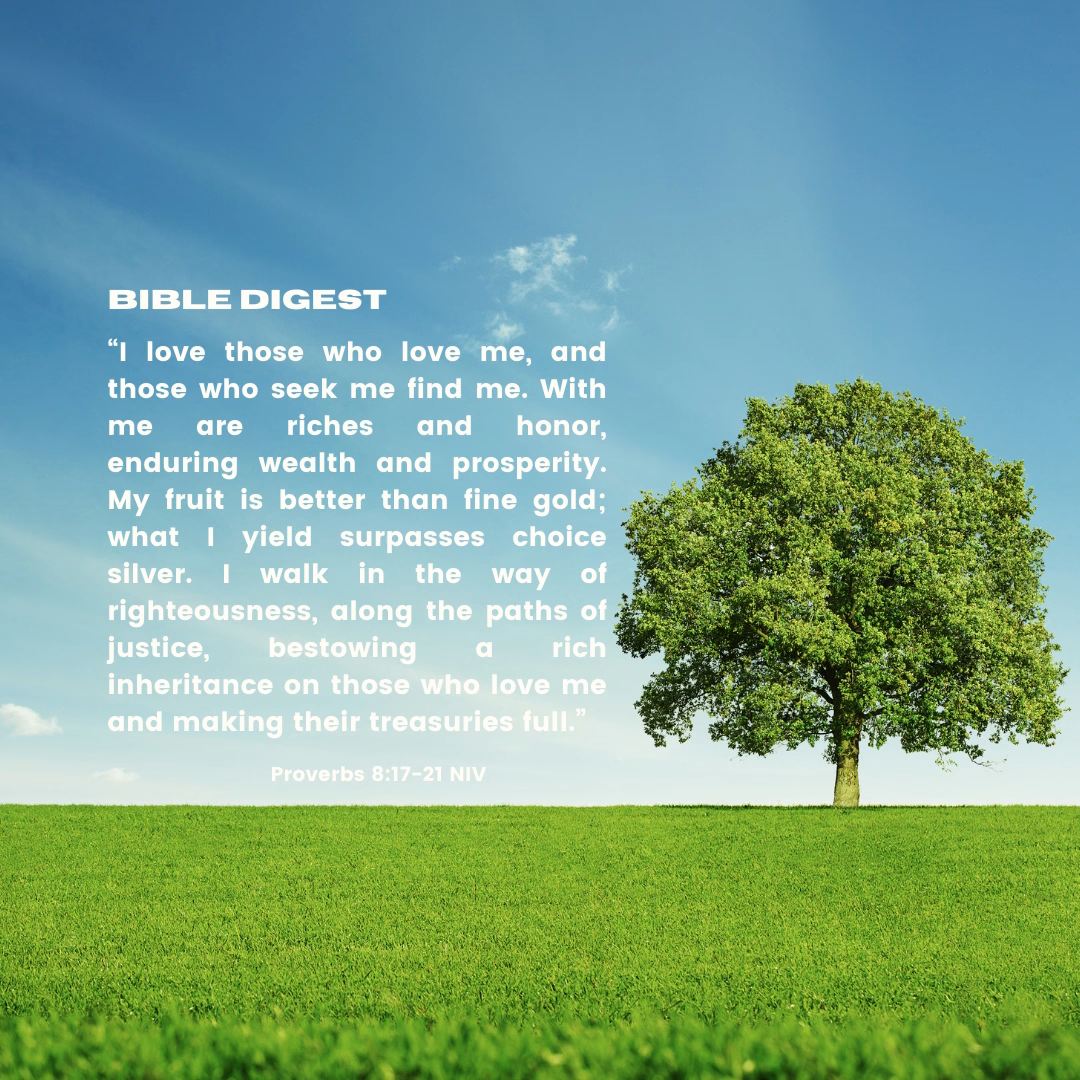 BIBLE DIGEST
“I love those who love me, and
those who seek me find me. With
me are riches and honor,
enduring wealth and prosperity.
My fruit is better than fine gold;
what I yield surpasses choice
silver. I walk in the way of
righteousness, along the paths of
justice, bestowing a rich
inheritance on those who love me
and making their treasuries full.”
Proverbs 8:17-21 NIV